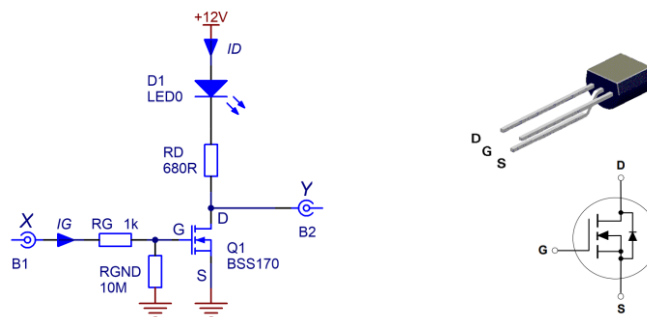 +12V
ID
D1
LED0
RD
680R
X
IG
RG 1k
G
D
Y
B1
B2
Q1
BSS170
RGND
10M
S
D
G
S
D
G
S